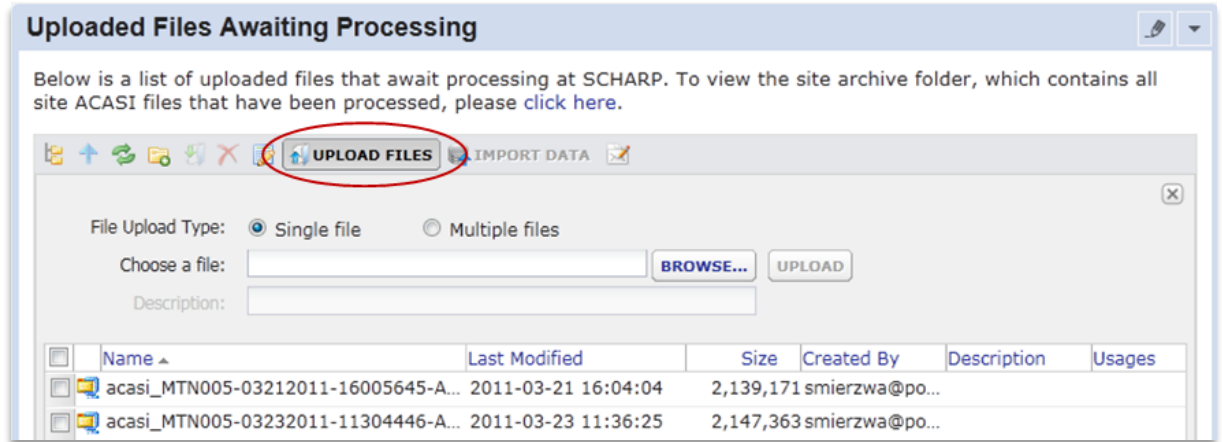 Uploaded Files Awaiting Processing
Below is a list of uploaded files that await processing at SCHARP. To view the site archive folder, which contains all
site ACASI files that have been processed, please click here.
UPLOAD FILES IMPORT DATA
File Upload Type: Single file Multiple files
Choose a file: BROWSE... UPLOAD
Description:
Name Last Modified Size Created By Description Usages
acasi_MTN005-03212011-16005645-A... 2011-03-21 16:04:04 2,139,171 smierzwa@po...
acasi_MTN005-03232011-11304446-A... 2011-03-23 11:36:25 2,147,363 smierzwa@po...